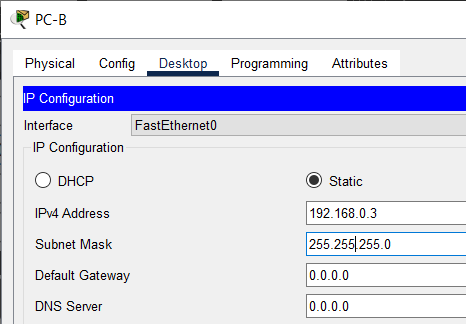 PC-B
Physical Config Desktop Programming Attributes
IP Configuration
Interface FastEthernet0
IP Configuration
DHCP Static
IPv4 Address 192.168.0.3
Subnet Mask 255.255.255.0
Default Gateway 0.0.0.0
DNS Server 0.0.0.0